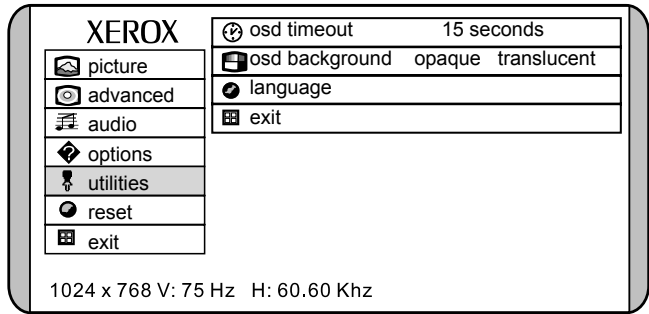 XEROX
picture
advanced
audio
options
utilities
reset
exit
osd timeout 15 seconds
osd background opaque translucent
language
exit
1024 x 768 V: 75 Hz H: 60.60 Khz